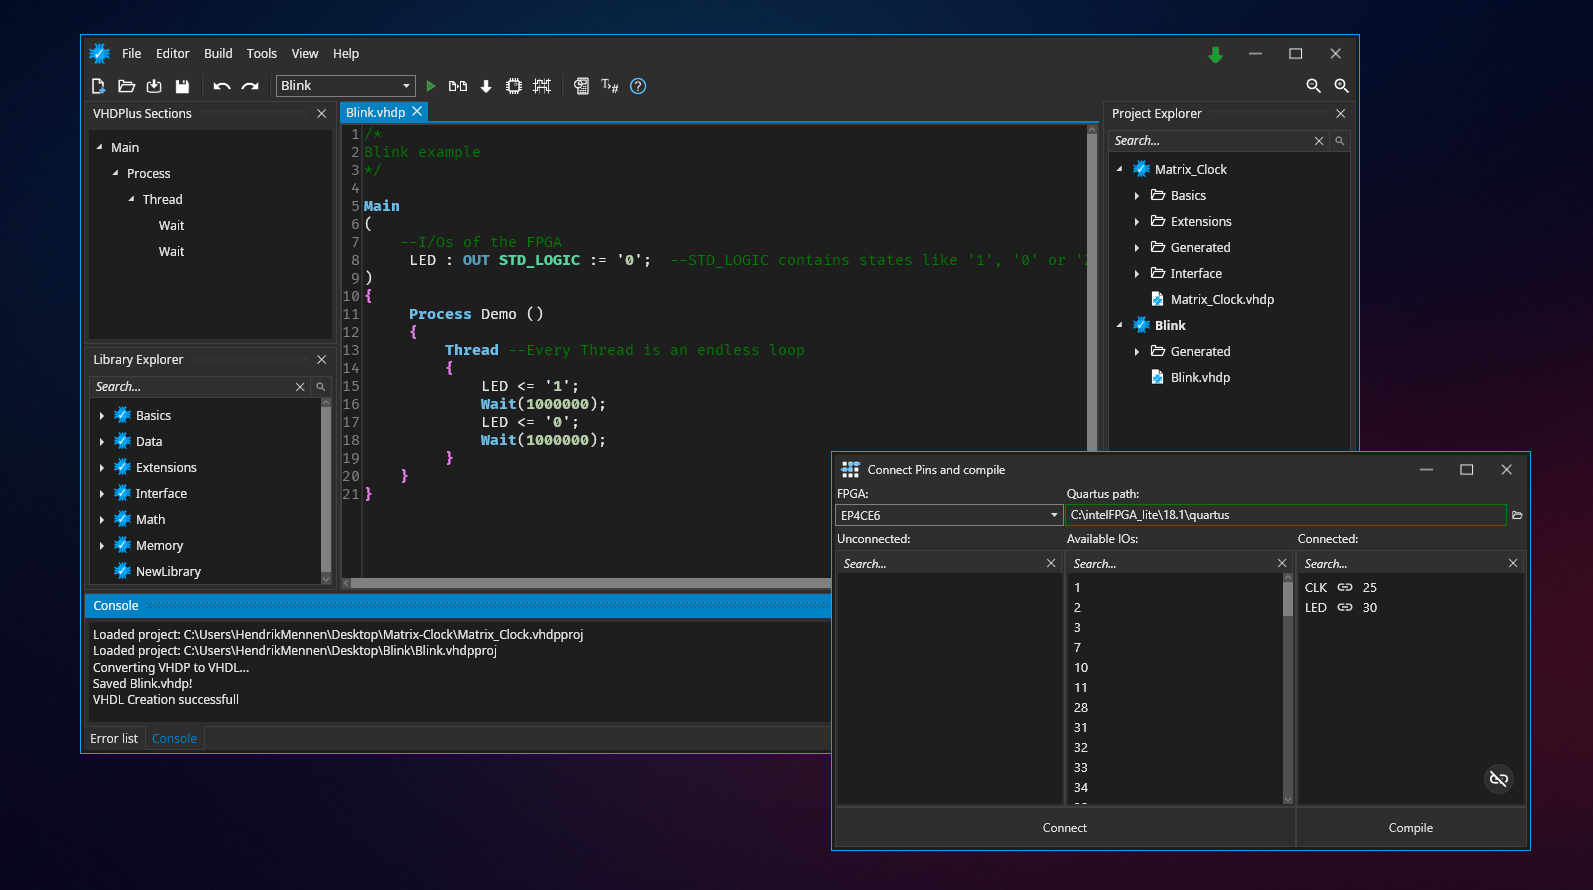 File Editor Build Tools View Help
Blink
VHDPlus Sections
Main
Process
Thread
Wait
Wait
Library Explorer
Search...
Basics
Data
Extensions
Interface
Math
Memory
NewLibrary
Blink.vhdp
1 /*
2 Blink example
3 */
4
5 Main
6 (
7 --I/Os of the FPGA
8 LED : OUT STD_LOGIC := '0'; --STD_LOGIC contains states like '1', '0' or
9 )
10 {
11 Process Demo ()
12 {
13 Thread --Every Thread is an endless loop
14 {
15 LED <= '1';
16 Wait(1000000);
17 LED <= '0';
18 Wait(1000000);
19 }
20 }
21 }
Project Explorer
Search...
Matrix_Clock
Basics
Extensions
Generated
Interface
Matrix_Clock.vhdp
Blink
Generated
Blink.vhdp
Console
Loaded project: C:\Users\HendrikMennen\Desktop\Matrix-Clock\Matrix_Clock.vhdpproj
Loaded project: C:\Users\HendrikMennen\Desktop\Blink\Blink.vhdpproj
Converting VHDP to VHDL...
Saved Blink.vhdp!
VHDL Creation successfull
Error list Console
Connect Pins and compile
FPGA:
EP4CE6
Quartus path:
C:\intelFPGA_lite\18.1\quartus
Unconnected:
Search...
Available IOs:
Search...
1
2
3
7
10
11
28
31
32
33
34
Connected:
Search...
CLK 25
LED 30
Connect
Compile